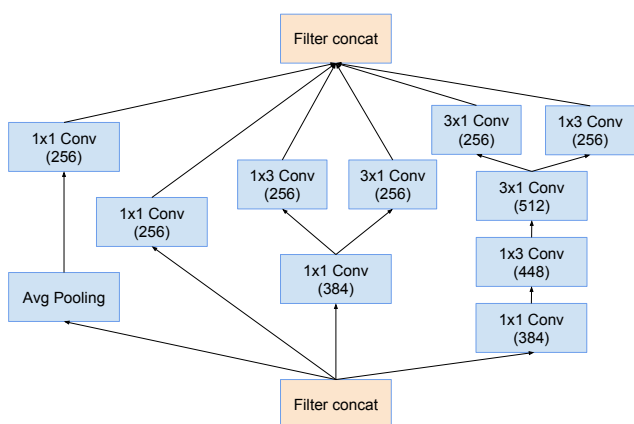 Filter concat
1x1 Conv
(256)
3x1 Conv
(256)
1x3 Conv
(256)
1x3 Conv
(256)
3x1 Conv
(256)
3x1 Conv
(512)
1x1 Conv
(256)
1x1 Conv
(384)
1x3 Conv
(448)
Avg Pooling
1x1 Conv
(384)
Filter concat